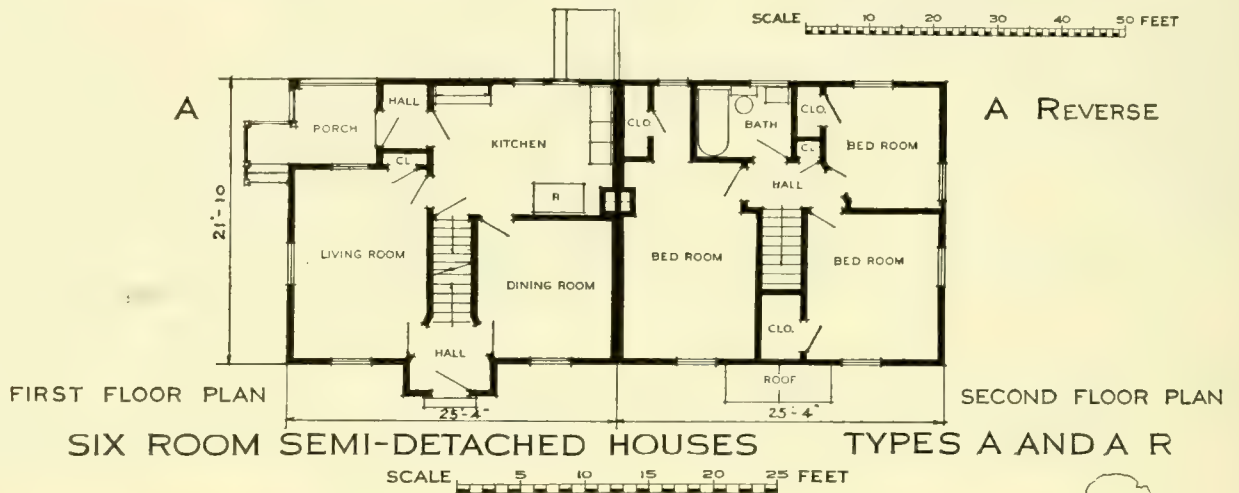 SCALE 10 20 30 40 50 FEET
A
A REVERSE
HALL
PORCH
CL
KITCHEN
R
LIVING ROOM
DINING ROOM
HALL
21'-10
CLO.
BATH
CLO.
CL
BED ROOM
HALL
BED ROOM
BED ROOM
CLO.
ROOF
FIRST FLOOR PLAN
25'-4"
25'-4"
SECOND FLOOR PLAN
SIX ROOM SEMI-DETACHED HOUSES TYPES A AND A R
SCALE 5 10 15 20 25 FEET